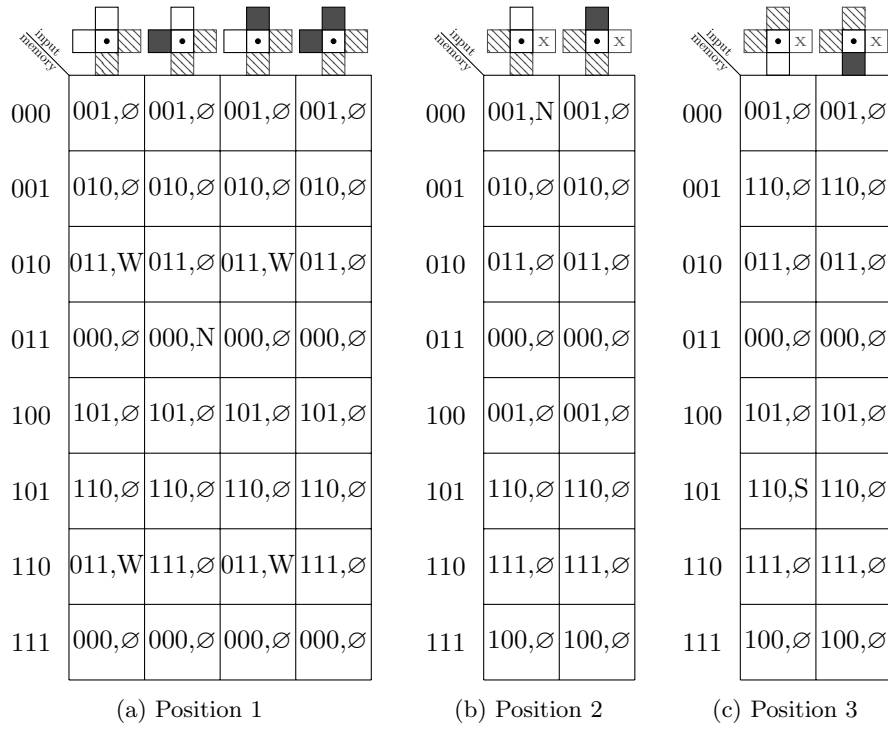 input memory input memory input memory
x x x x
000 001,∅ 001,∅ 001,∅ 001,∅ 000 001,N 001,∅ 000 001,∅ 001,∅
001 010,∅ 010,∅ 010,∅ 010,∅ 001 010,∅ 010,∅ 001 110,∅ 110,∅
010 011,W 011,∅ 011,W 011,∅ 010 011,∅ 011,∅ 010 011,∅ 011,∅
011 000,∅ 000,N 000,∅ 000,∅ 011 000,∅ 000,∅ 011 000,∅ 000,∅
100 101,∅ 101,∅ 101,∅ 101,∅ 100 001,∅ 001,∅ 100 101,∅ 101,∅
101 110,∅ 110,∅ 110,∅ 110,∅ 101 110,∅ 110,∅ 101 110,S 110,∅
110 011,W 111,∅ 011,W 111,∅ 110 111,∅ 111,∅ 110 111,∅ 111,∅
111 000,∅ 000,∅ 000,∅ 000,∅ 111 100,∅ 100,∅ 111 100,∅ 100,∅
(a) Position 1 (b) Position 2 (c) Position 3